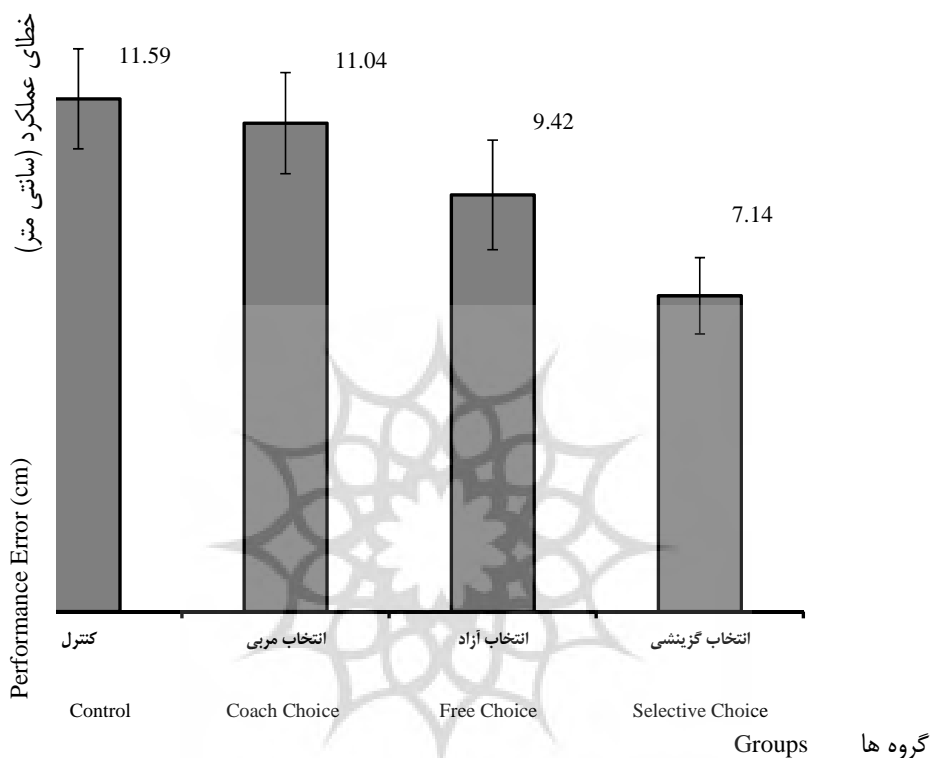 خطای عملکرد (سانتی متر)
Performance Error (cm)
11.59
11.04
9.42
7.14
کنترل
انتخاب مربی
انتخاب آزاد
انتخاب گزینشی
Control
Coach Choice
Free Choice
Selective Choice
Groups گروه ها